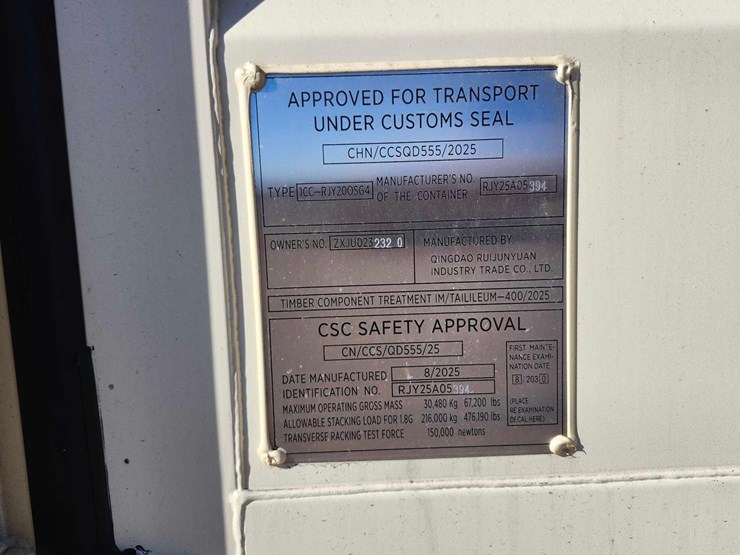 APPROVED FOR TRANSPORT
UNDER CUSTOMS SEAL
CHN/CCSQD555/2025
TYPE ICC-RJY20OSG4 MANUFACTURER'S NO. OF THE CONTAINER RJY25A05394
OWNER'S NO. ZXJU025232 0
MANUFACTURED BY
QINGDAO RUIJUNYUAN
INDUSTRY TRADE CO., LTD.
TIMBER COMPONENT TREATMENT IM/TAILILEUM-400/2025
CSC SAFETY APPROVAL
CN/CCS/QD555/25
DATE MANUFACTURED 8/2025
IDENTIFICATION NO. RJY25A05394
MAXIMUM OPERATING GROSS MASS 30,480 kg 67,200 lbs
ALLOWABLE STACKING LOAD FOR 1.8G 216,000 kg 476,190 lbs
TRANSVERSE RACKING TEST FORCE 150,000 newtons
FIRST MAINTE-
NANCE EXAMI-
NATION DATE
8 2030
(PLACE
RE EXAMINATION
DECAL HERE)